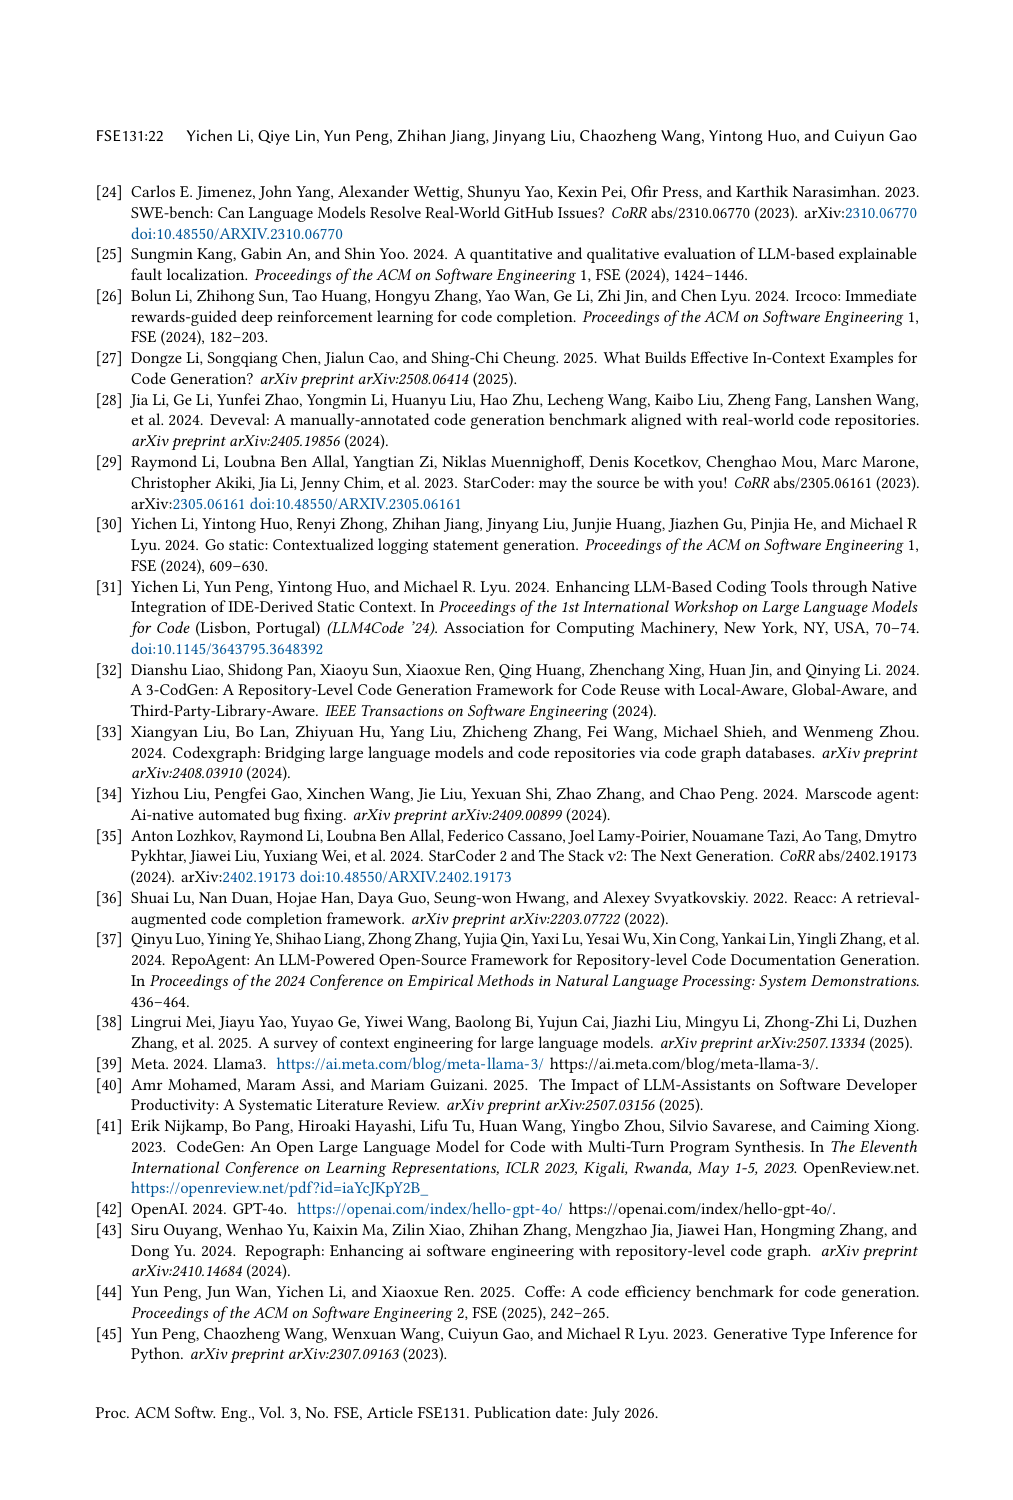 FSE131:22 Yichen Li, Qiye Lin, Yun Peng, Zhihan Jiang, Jinyang Liu, Chaozheng Wang, Yintong Huo, and Cuiyun Gao
[24] Carlos E. Jimenez, John Yang, Alexander Wettig, Shunyu Yao, Kexin Pei, Ofir Press, and Karthik Narasimhan. 2023.
SWE-bench: Can Language Models Resolve Real-World GitHub Issues? CoRR abs/2310.06770 (2023). arXiv:2310.06770
doi:10.48550/ARXIV.2310.06770
[25] Sungmin Kang, Gabin An, and Shin Yoo. 2024. A quantitative and qualitative evaluation of LLM-based explainable
fault localization. Proceedings of the ACM on Software Engineering 1, FSE (2024), 1424–1446.
[26] Bolun Li, Zhihong Sun, Tao Huang, Hongyu Zhang, Yao Wan, Ge Li, Zhi Jin, and Chen Lyu. 2024. Ircoco: Immediate
rewards-guided deep reinforcement learning for code completion. Proceedings of the ACM on Software Engineering 1,
FSE (2024), 182–203.
[27] Dongze Li, Songqiang Chen, Jialun Cao, and Shing-Chi Cheung. 2025. What Builds Effective In-Context Examples for
Code Generation? arXiv preprint arXiv:2508.06414 (2025).
[28] Jia Li, Ge Li, Yunfei Zhao, Yongmin Li, Huanyu Liu, Hao Zhu, Lecheng Wang, Kaibo Liu, Zheng Fang, Lanshen Wang,
et al. 2024. Deveval: A manually-annotated code generation benchmark aligned with real-world code repositories.
arXiv preprint arXiv:2405.19856 (2024).
[29] Raymond Li, Loubna Ben Allal, Yangtian Zi, Niklas Muennighoff, Denis Kocetkov, Chenghao Mou, Marc Marone,
Christopher Akiki, Jia Li, Jenny Chim, et al. 2023. StarCoder: may the source be with you! CoRR abs/2305.06161 (2023).
arXiv:2305.06161 doi:10.48550/ARXIV.2305.06161
[30] Yichen Li, Yintong Huo, Renyi Zhong, Zhihan Jiang, Jinyang Liu, Junjie Huang, Jiazhen Gu, Pinjia He, and Michael R
Lyu. 2024. Go static: Contextualized logging statement generation. Proceedings of the ACM on Software Engineering 1,
FSE (2024), 609–630.
[31] Yichen Li, Yun Peng, Yintong Huo, and Michael R. Lyu. 2024. Enhancing LLM-Based Coding Tools through Native
Integration of IDE-Derived Static Context. In Proceedings of the 1st International Workshop on Large Language Models
for Code (Lisbon, Portugal) (LLM4Code ’24). Association for Computing Machinery, New York, NY, USA, 70–74.
doi:10.1145/3643795.3648392
[32] Dianshu Liao, Shidong Pan, Xiaoyu Sun, Xiaoxue Ren, Qing Huang, Zhenchang Xing, Huan Jin, and Qinying Li. 2024.
A 3-CodGen: A Repository-Level Code Generation Framework for Code Reuse with Local-Aware, Global-Aware, and
Third-Party-Library-Aware. IEEE Transactions on Software Engineering (2024).
[33] Xiangyan Liu, Bo Lan, Zhiyuan Hu, Yang Liu, Zhicheng Zhang, Fei Wang, Michael Shieh, and Wenmeng Zhou.
2024. Codexgraph: Bridging large language models and code repositories via code graph databases. arXiv preprint
arXiv:2408.03910 (2024).
[34] Yizhou Liu, Pengfei Gao, Xinchen Wang, Jie Liu, Yexuan Shi, Zhao Zhang, and Chao Peng. 2024. Marscode agent:
Ai-native automated bug fixing. arXiv preprint arXiv:2409.00899 (2024).
[35] Anton Lozhkov, Raymond Li, Loubna Ben Allal, Federico Cassano, Joel Lamy-Poirier, Nouamane Tazi, Ao Tang, Dmytro
Pykhtar, Jiawei Liu, Yuxiang Wei, et al. 2024. StarCoder 2 and The Stack v2: The Next Generation. CoRR abs/2402.19173
(2024). arXiv:2402.19173 doi:10.48550/ARXIV.2402.19173
[36] Shuai Lu, Nan Duan, Hojae Han, Daya Guo, Seung-won Hwang, and Alexey Svyatkovskiy. 2022. Reacc: A retrieval-
augmented code completion framework. arXiv preprint arXiv:2203.07722 (2022).
[37] Qinyu Luo, Yining Ye, Shihao Liang, Zhong Zhang, Yujia Qin, Yaxi Lu, Yesai Wu, Xin Cong, Yankai Lin, Yingli Zhang, et al.
2024. RepoAgent: An LLM-Powered Open-Source Framework for Repository-level Code Documentation Generation.
In Proceedings of the 2024 Conference on Empirical Methods in Natural Language Processing: System Demonstrations.
436–464.
[38] Lingrui Mei, Jiayu Yao, Yuyao Ge, Yiwei Wang, Baolong Bi, Yujun Cai, Jiazhi Liu, Mingyu Li, Zhong-Zhi Li, Duzhen
Zhang, et al. 2025. A survey of context engineering for large language models. arXiv preprint arXiv:2507.13334 (2025).
[39] Meta. 2024. Llama3. https://ai.meta.com/blog/meta-llama-3/ https://ai.meta.com/blog/meta-llama-3/.
[40] Amr Mohamed, Maram Assi, and Mariam Guizani. 2025. The Impact of LLM-Assistants on Software Developer
Productivity: A Systematic Literature Review. arXiv preprint arXiv:2507.03156 (2025).
[41] Erik Nijkamp, Bo Pang, Hiroaki Hayashi, Lifu Tu, Huan Wang, Yingbo Zhou, Silvio Savarese, and Caiming Xiong.
2023. CodeGen: An Open Large Language Model for Code with Multi-Turn Program Synthesis. In The Eleventh
International Conference on Learning Representations, ICLR 2023, Kigali, Rwanda, May 1-5, 2023. OpenReview.net.
https://openreview.net/pdf?id=iaYcJKpY2B_
[42] OpenAI. 2024. GPT-4o. https://openai.com/index/hello-gpt-4o/ https://openai.com/index/hello-gpt-4o/.
[43] Siru Ouyang, Wenhao Yu, Kaixin Ma, Zilin Xiao, Zhihan Zhang, Mengzhao Jia, Jiawei Han, Hongming Zhang, and
Dong Yu. 2024. Repograph: Enhancing ai software engineering with repository-level code graph. arXiv preprint
arXiv:2410.14684 (2024).
[44] Yun Peng, Jun Wan, Yichen Li, and Xiaoxue Ren. 2025. Coffe: A code efficiency benchmark for code generation.
Proceedings of the ACM on Software Engineering 2, FSE (2025), 242–265.
[45] Yun Peng, Chaozheng Wang, Wenxuan Wang, Cuiyun Gao, and Michael R Lyu. 2023. Generative Type Inference for
Python. arXiv preprint arXiv:2307.09163 (2023).
Proc. ACM Softw. Eng., Vol. 3, No. FSE, Article FSE131. Publication date: July 2026.